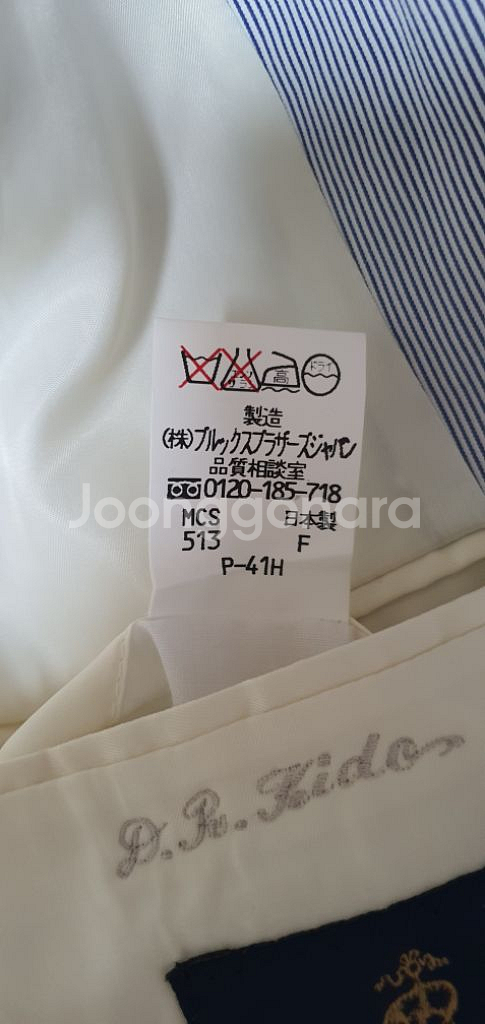 高 ドライ
製造
(株)ブルックスブラザーズジャパン
品質相談室
0120-185-718
MCS 日本製
513 F
P-41H
Joonggonara
D.R.Kido